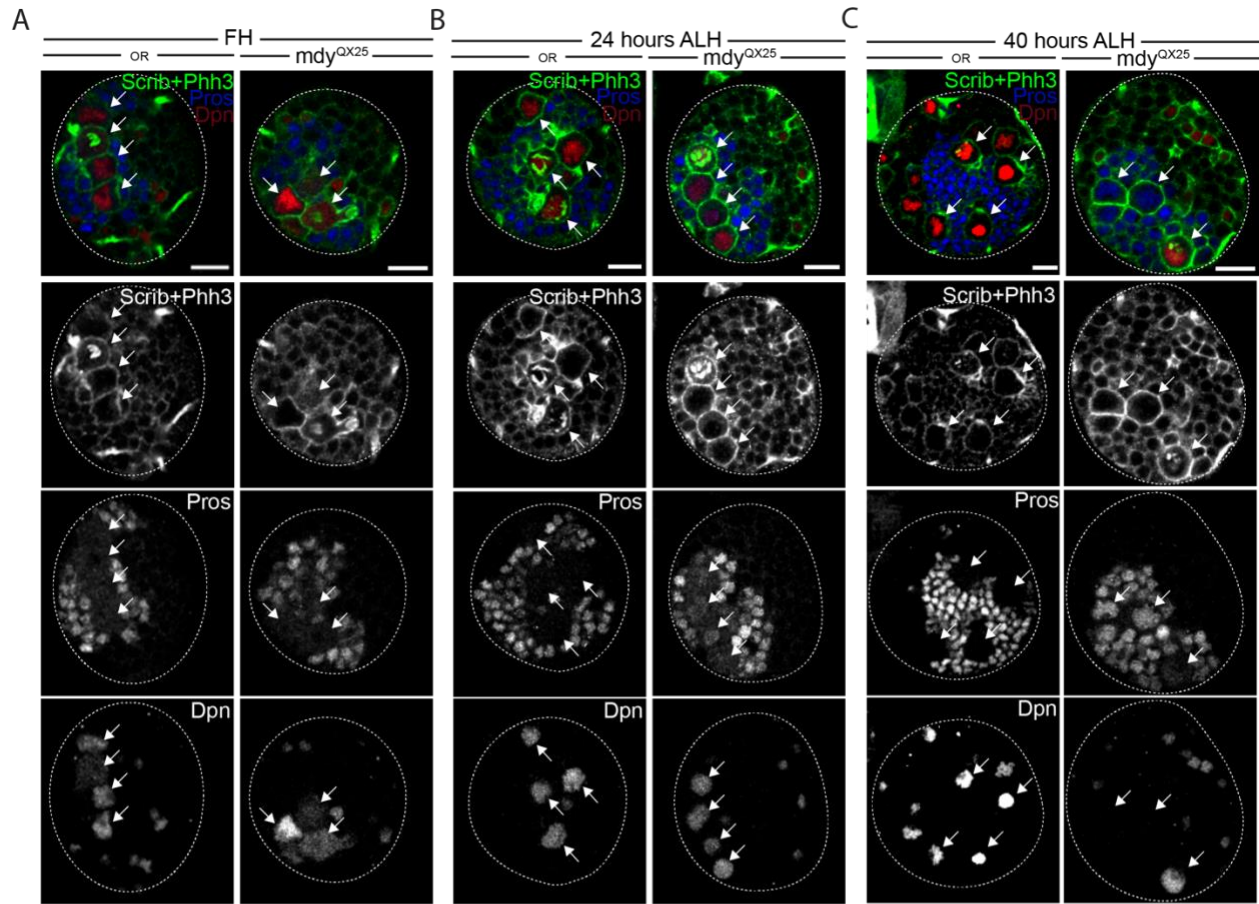 A B C
FH 24 hours ALH 40 hours ALH
OR mdyQX25 OR mdyQX25 OR mdyQX25
Scrib+Phh3 Scrib+Phh3 Scrib+Phh3
Pros Pros Pros
Dpn Dpn Dpn
Scrib+Phh3 Scrib+Phh3 Scrib+Phh3
Pros Pros Pros
Dpn Dpn Dpn